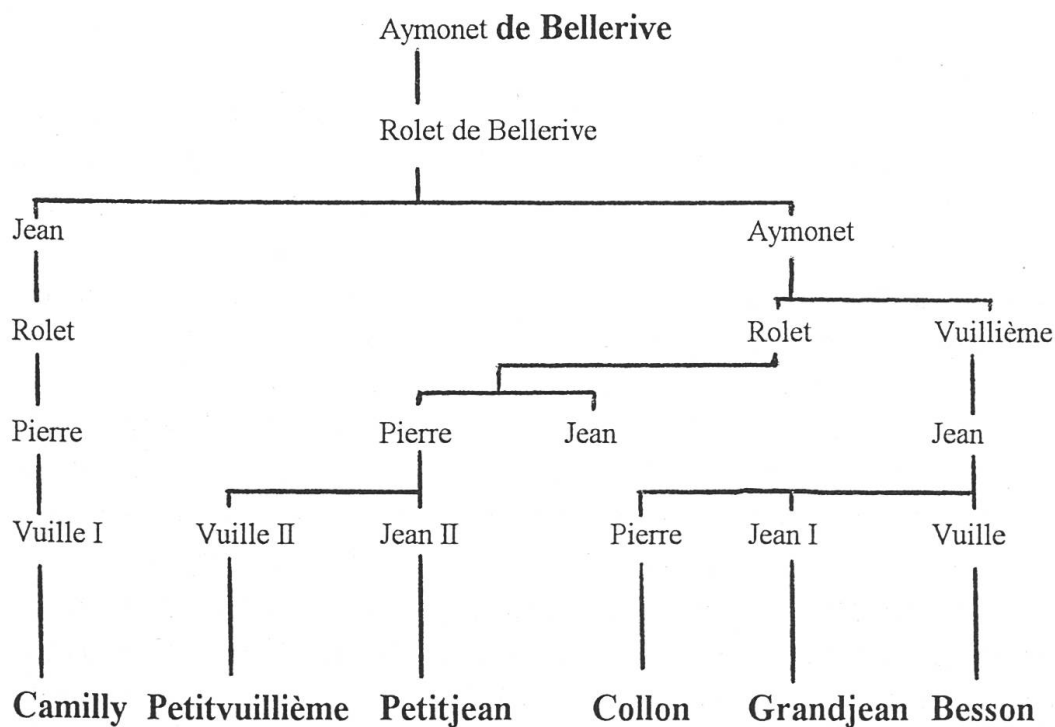 Aymonet de Bellerive
Rolet de Bellerive
Jean Aymonet
Rolet Rolet Vuillième
Pierre Pierre Jean Jean
Vuille I Vuille II Jean II Pierre Jean I Vuille
Camilly Petitvuillième Petitjean Collon Grandjean Besson